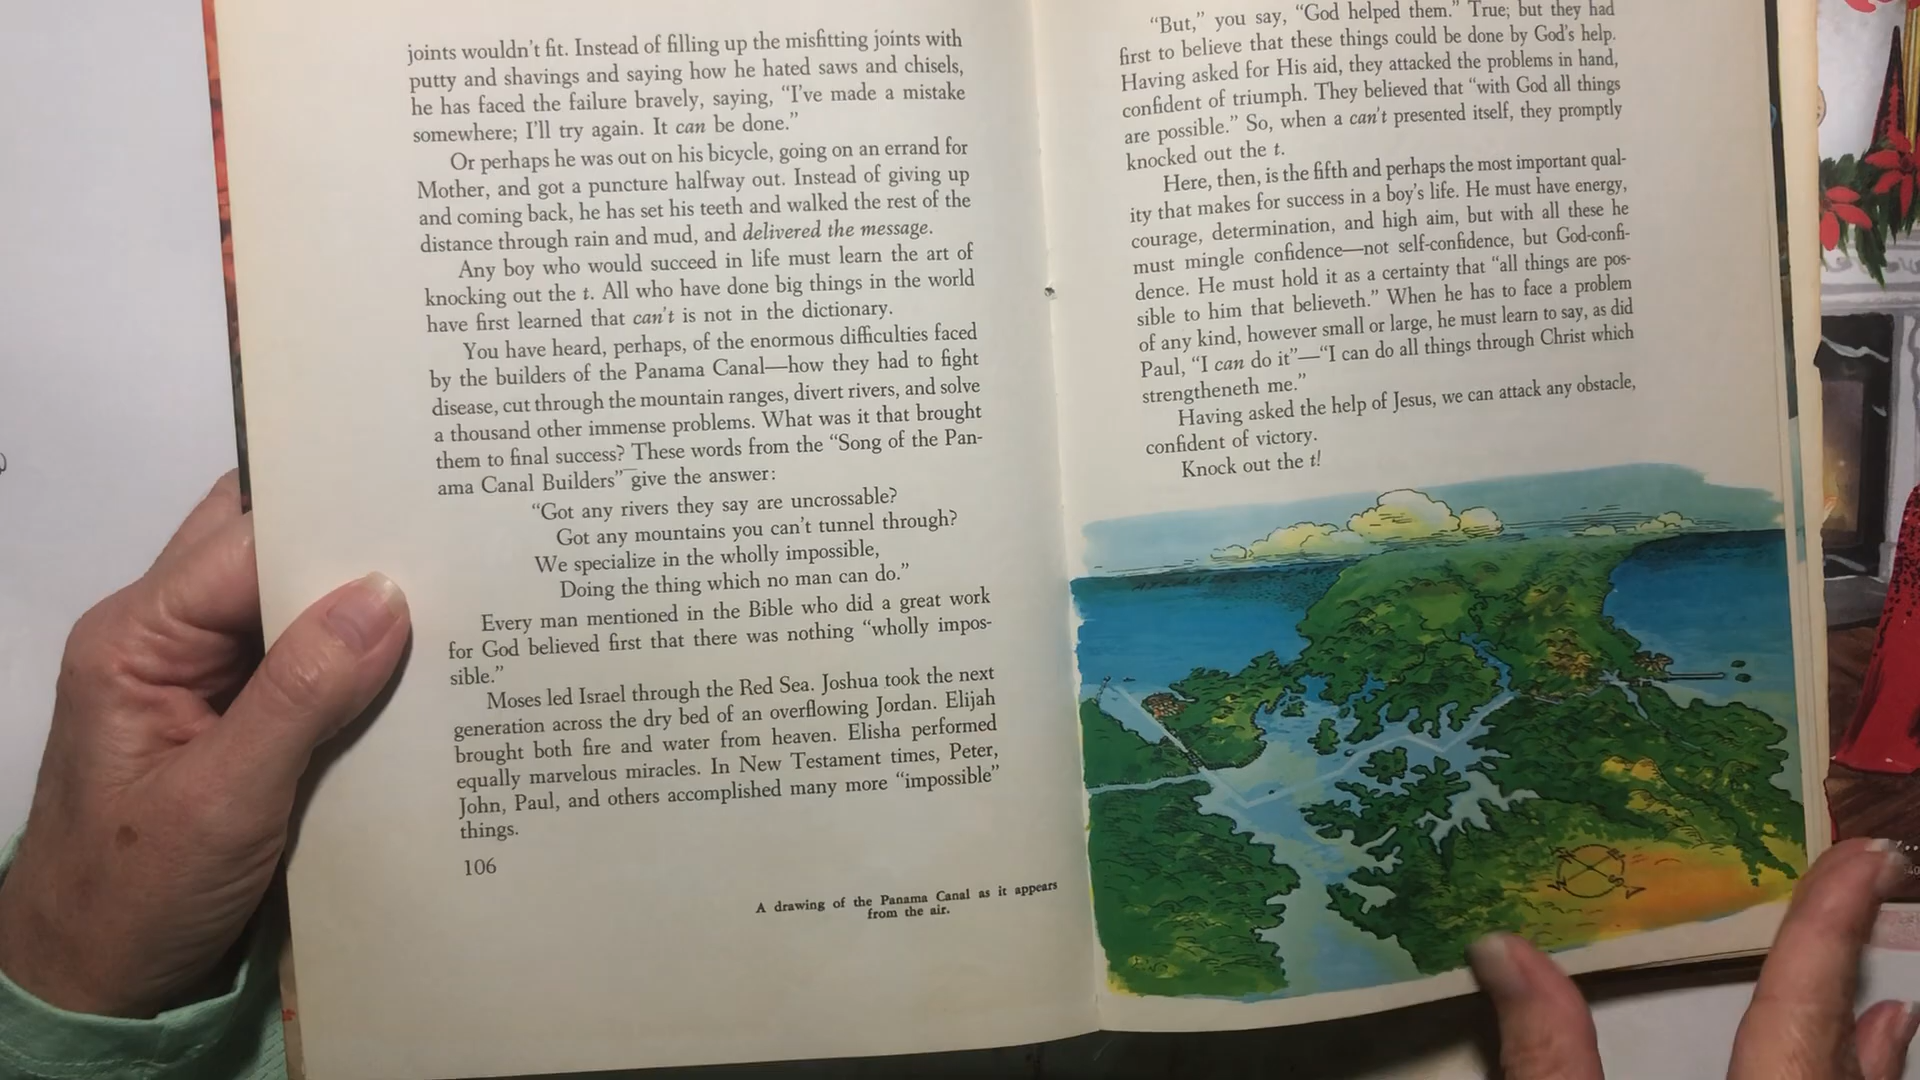 joints wouldn't fit. Instead of filling up the misfitting joints with
putty and shavings and saying how he hated saws and chisels,
he has faced the failure bravely, saying, "I've made a mistake
somewhere; I'll try again. It can be done."
Or perhaps he was out on his bicycle, going on an errand for
Mother, and got a puncture halfway out. Instead of giving up
and coming back, he has set his teeth and walked the rest of the
distance through rain and mud, and delivered the message.
Any boy who would succeed in life must learn the art of
knocking out the t. All who have done big things in the world
have first learned that can't is not in the dictionary.
You have heard, perhaps, of the enormous difficulties faced
by the builders of the Panama Canal—how they had to fight
disease, cut through the mountain ranges, divert rivers, and solve
a thousand other immense problems. What was it that brought
them to final success? These words from the "Song of the Pan-
ama Canal Builders" give the answer:
"Got any rivers they say are uncrossable?
Got any mountains you can't tunnel through?
We specialize in the wholly impossible,
Doing the thing which no man can do."
Every man mentioned in the Bible who did a great work
for God believed first that there was nothing "wholly impos-
sible."
Moses led Israel through the Red Sea. Joshua took the next
generation across the dry bed of an overflowing Jordan. Elijah
brought both fire and water from heaven. Elisha performed
equally marvelous miracles. In New Testament times, Peter,
John, Paul, and others accomplished many more "impossible"
things.
106
A drawing of the Panama Canal as it appears
from the air.
"But," you say, "God helped them." True; but they had
first to believe that these things could be done by God's help.
Having asked for His aid, they attacked the problems in hand,
confident of triumph. They believed that "with God all things
are possible." So, when a can't presented itself, they promptly
knocked out the t.
Here, then, is the fifth and perhaps the most important qual-
ity that makes for success in a boy's life. He must have energy,
courage, determination, and high aim, but with all these he
must mingle confidence—not self-confidence, but God-confi-
dence. He must hold it as a certainty that "all things are pos-
sible to him that believeth." When he has to face a problem
of any kind, however small or large, he must learn to say, as did
Paul, "I can do it"—"I can do all things through Christ which
strengtheneth me."
Having asked the help of Jesus, we can attack any obstacle,
confident of victory.
Knock out the t!